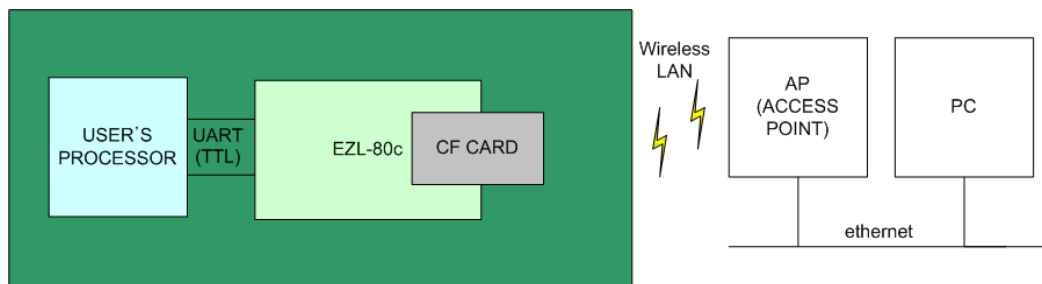 USER'S
PROCESSOR
UART
(TTL)
EZL-80c
CF CARD
Wireless
LAN
AP
(ACCESS
POINT)
PC
ethernet